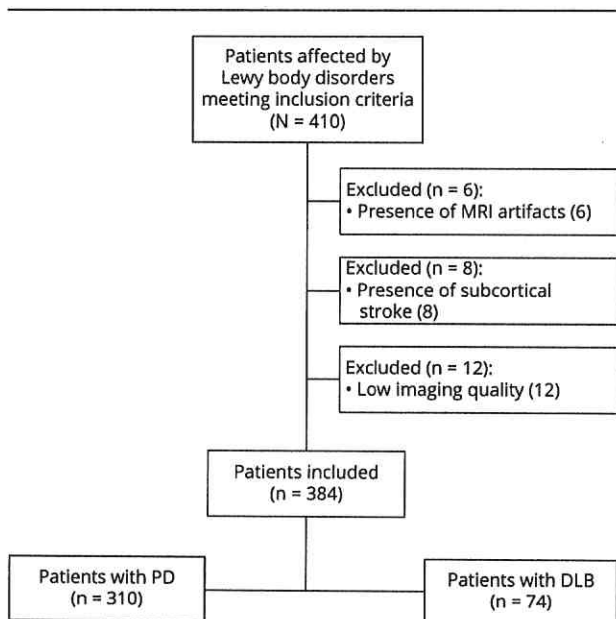 Patients affected by
Lewy body disorders
meeting inclusion criteria
(N = 410)
Excluded (n = 6):
• Presence of MRI artifacts (6)
Excluded (n = 8):
• Presence of subcortical
stroke (8)
Excluded (n = 12):
• Low imaging quality (12)
Patients included
(n = 384)
Patients with PD
(n = 310)
Patients with DLB
(n = 74)